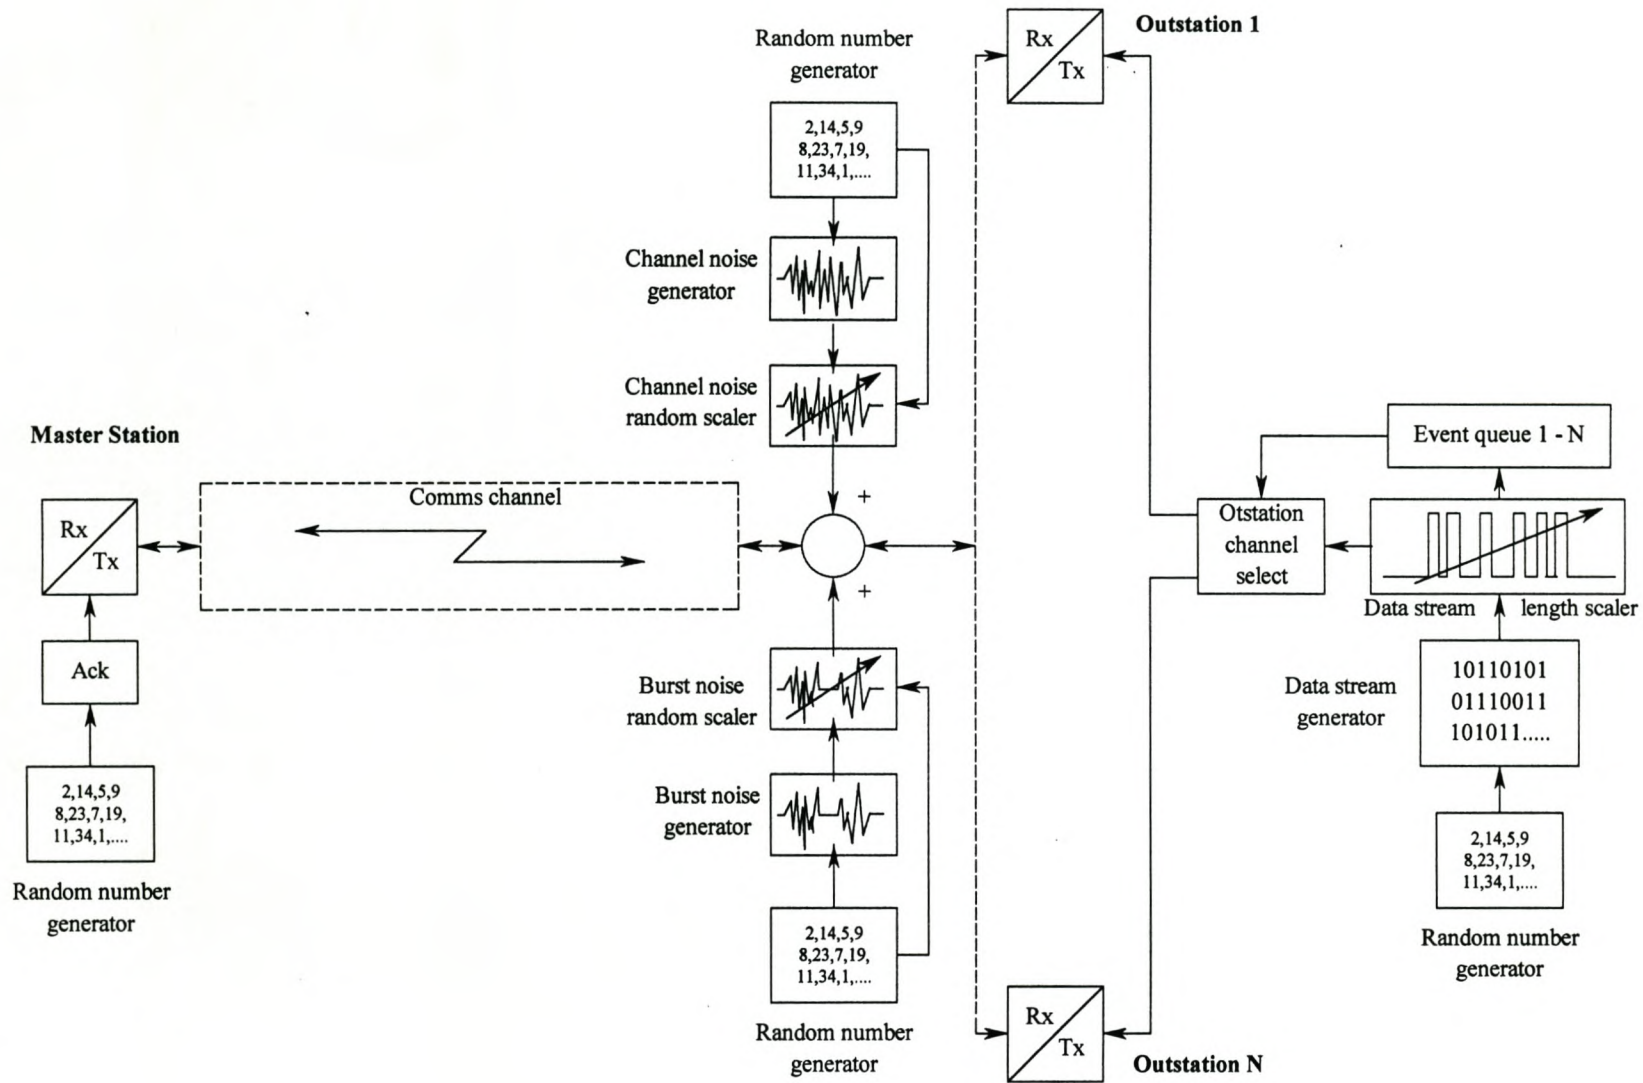 Outstation 1
Rx
Tx
Random number
generator
2,14,5,9
8,23,7,19,
11,34,1,....
Channel noise
generator
Channel noise
random scaler
+
Master Station
Rx
Tx
Comms channel
Ack
2,14,5,9
8,23,7,19,
11,34,1,....
Random number
generator
+
Burst noise
random scaler
Burst noise
generator
2,14,5,9
8,23,7,19,
11,34,1,....
Random number
generator
Event queue 1 - N
Otstation
channel
select
Data stream length scaler
Data stream
generator
10110101
01110011
101011.....
2,14,5,9
8,23,7,19,
11,34,1,....
Random number
generator
Rx
Tx
Outstation N